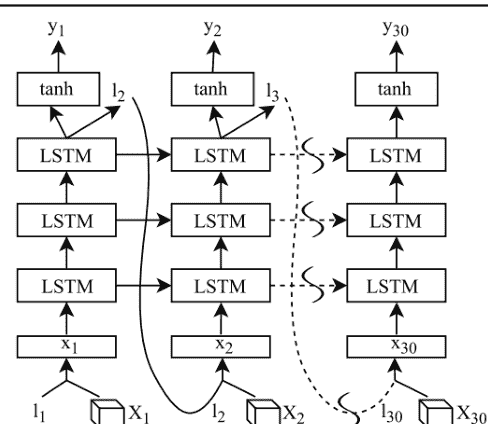 y1 y2 y30
tanh l2 tanh l3 tanh
LSTM LSTM LSTM
LSTM LSTM LSTM
LSTM LSTM LSTM
x1 x2 x30
l1 X1 l2 X2 l30 X30